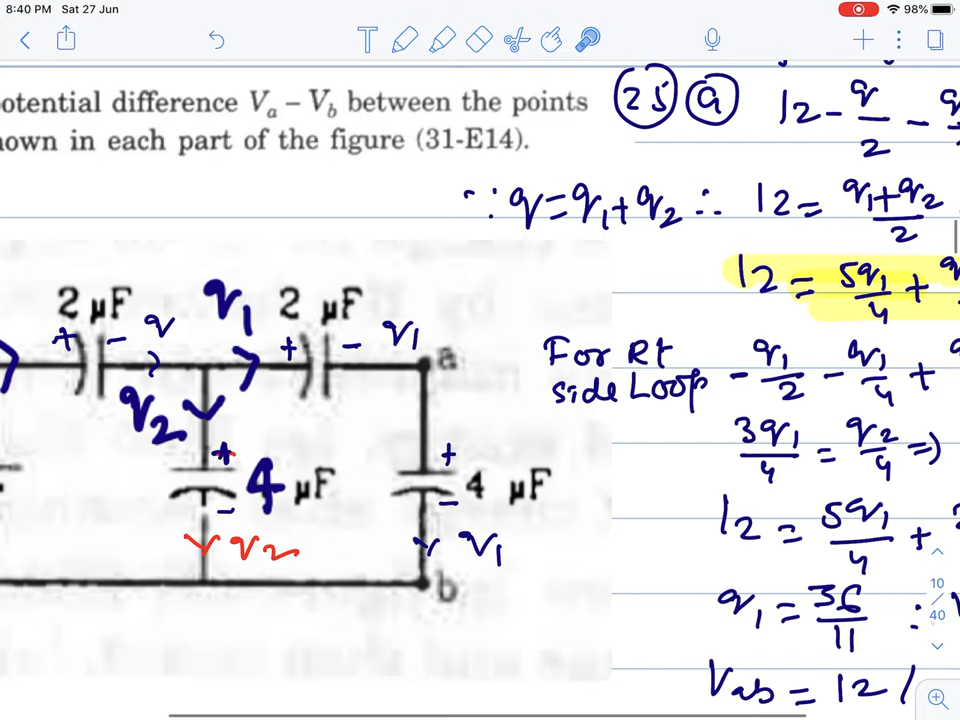 8:40 PM Sat 27 Jun
98%
otential difference Va – Vb between the points
own in each part of the figure (31-E14).
25 a
12 - q/2 -
∵ q = q1 + q2 ∴ 12 = q1 + q2 / 2
12 = 5q1/4 +
For Rt
side Loop - q1/2 - q1/4 +
3q1/4 = q2/4 =>
12 = 5q1/4 +
q1 = 36/11 :
Vab = 12 /
2 μF
q1
2 μF
+ - q
+ - q1
a
q2
+
4 μF
-
q2
+
4 μF
-
q1
b
10
/
40